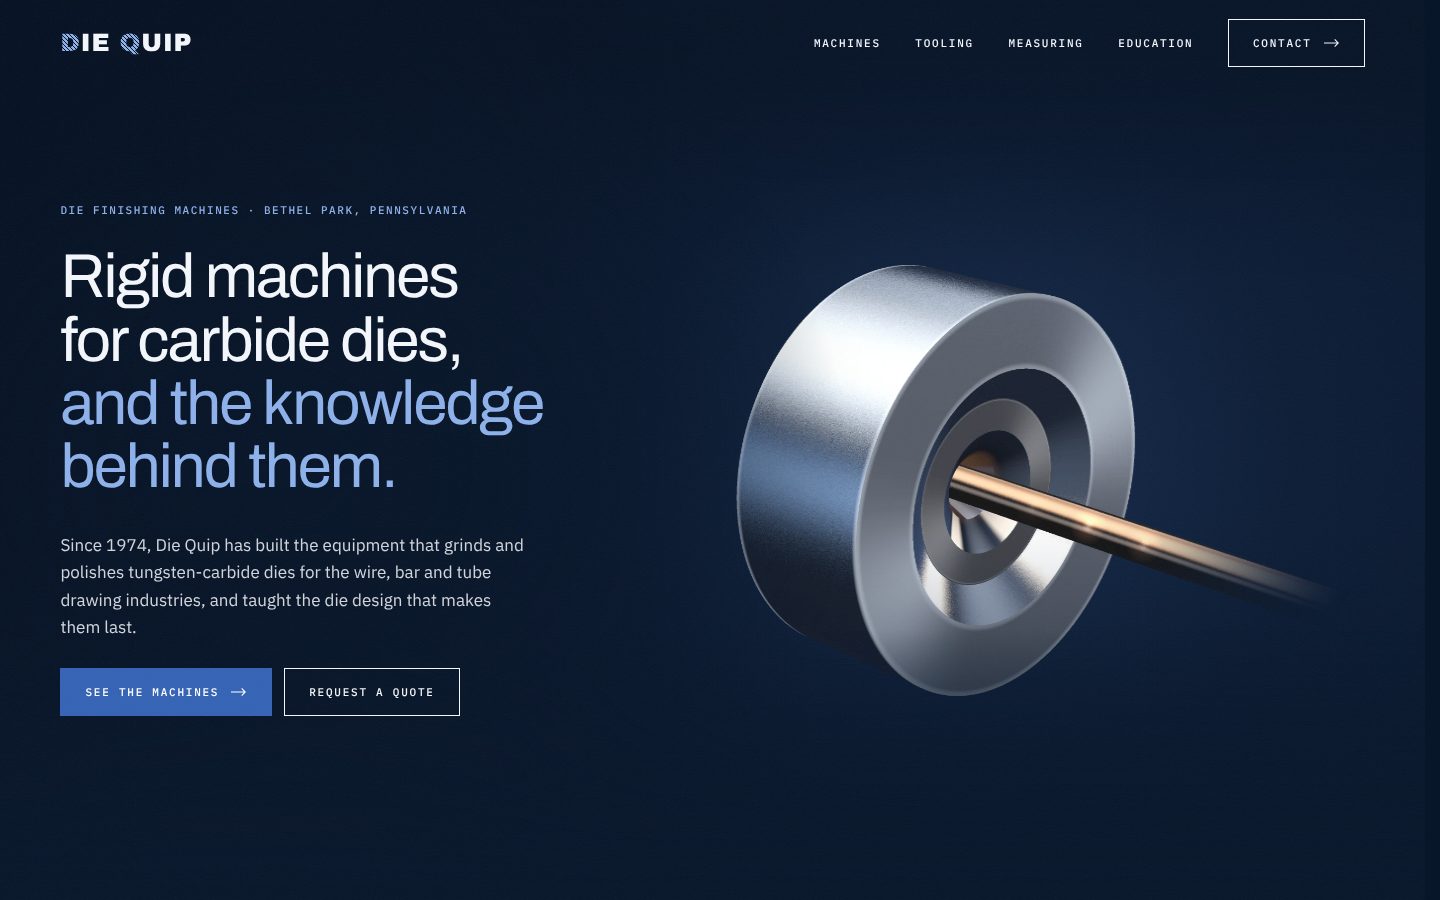 DIE QUIP
MACHINES
TOOLING
MEASURING
EDUCATION
CONTACT
DIE FINISHING MACHINES · BETHEL PARK, PENNSYLVANIA
Rigid machines
for carbide dies,
and the knowledge
behind them.
Since 1974, Die Quip has built the equipment that grinds and
polishes tungsten-carbide dies for the wire, bar and tube
drawing industries, and taught the die design that makes
them last.
SEE THE MACHINES
REQUEST A QUOTE